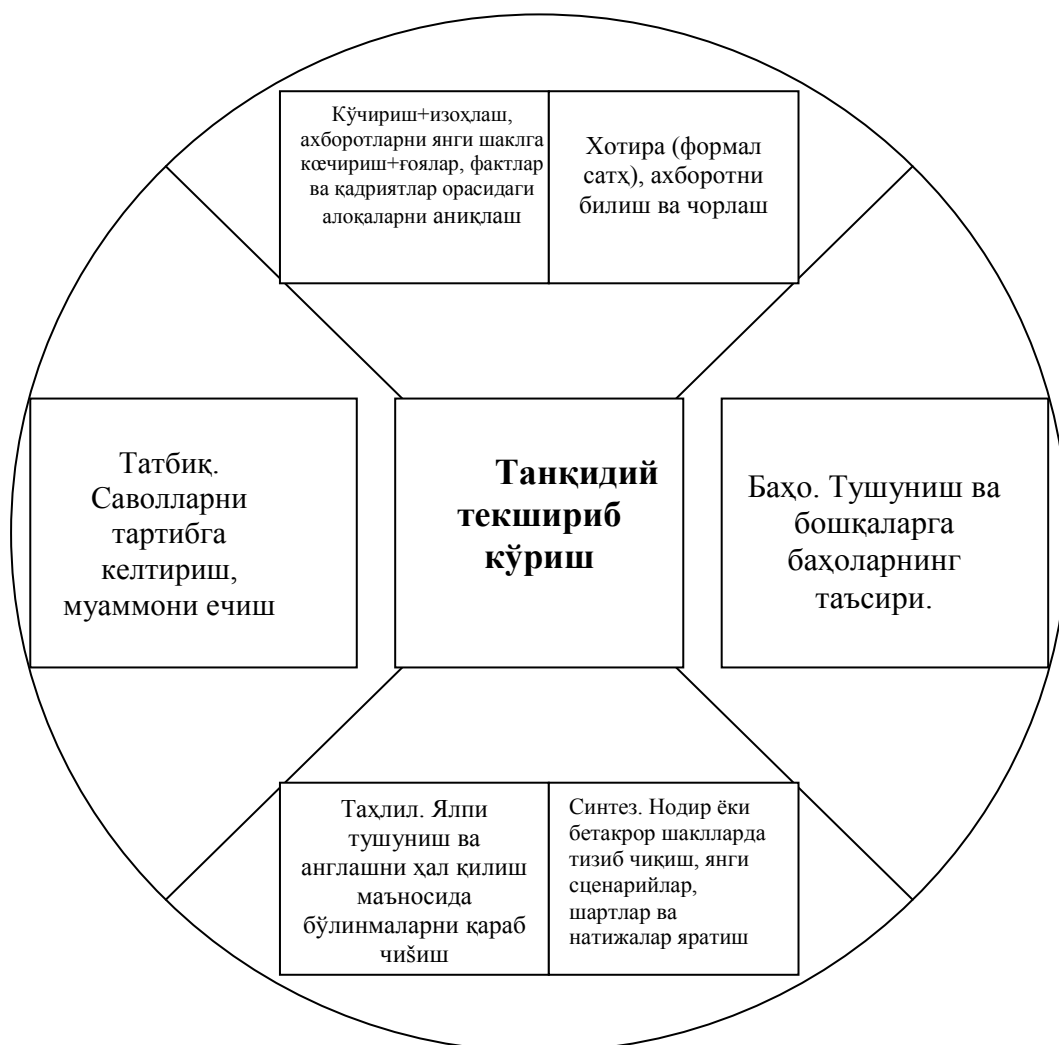 Кўчириш+изоҳлаш,
ахборотларни янги шаклга
кœчириш+ғоялар, фактлар
ва қадриятлар орасидаги
алоқаларни аниқлаш
Хотира (формал
сатҳ), ахборотни
билиш ва чорлаш
Татбиқ.
Саволларни
тартибга
келтириш,
муаммони ечиш
Танқидий
текшириб
кўриш
Баҳо. Тушуниш ва
бошқаларга
баҳоларнинг
таъсири.
Таҳлил. Ялпи
тушуниш ва
англашни ҳал қилиш
маъносида
бўлинмаларни қараб
чиšиш
Синтез. Нодир ёки
бетакрор шаклларда
тизиб чиқиш, янги
сценарийлар,
шартлар ва
натижалар яратиш